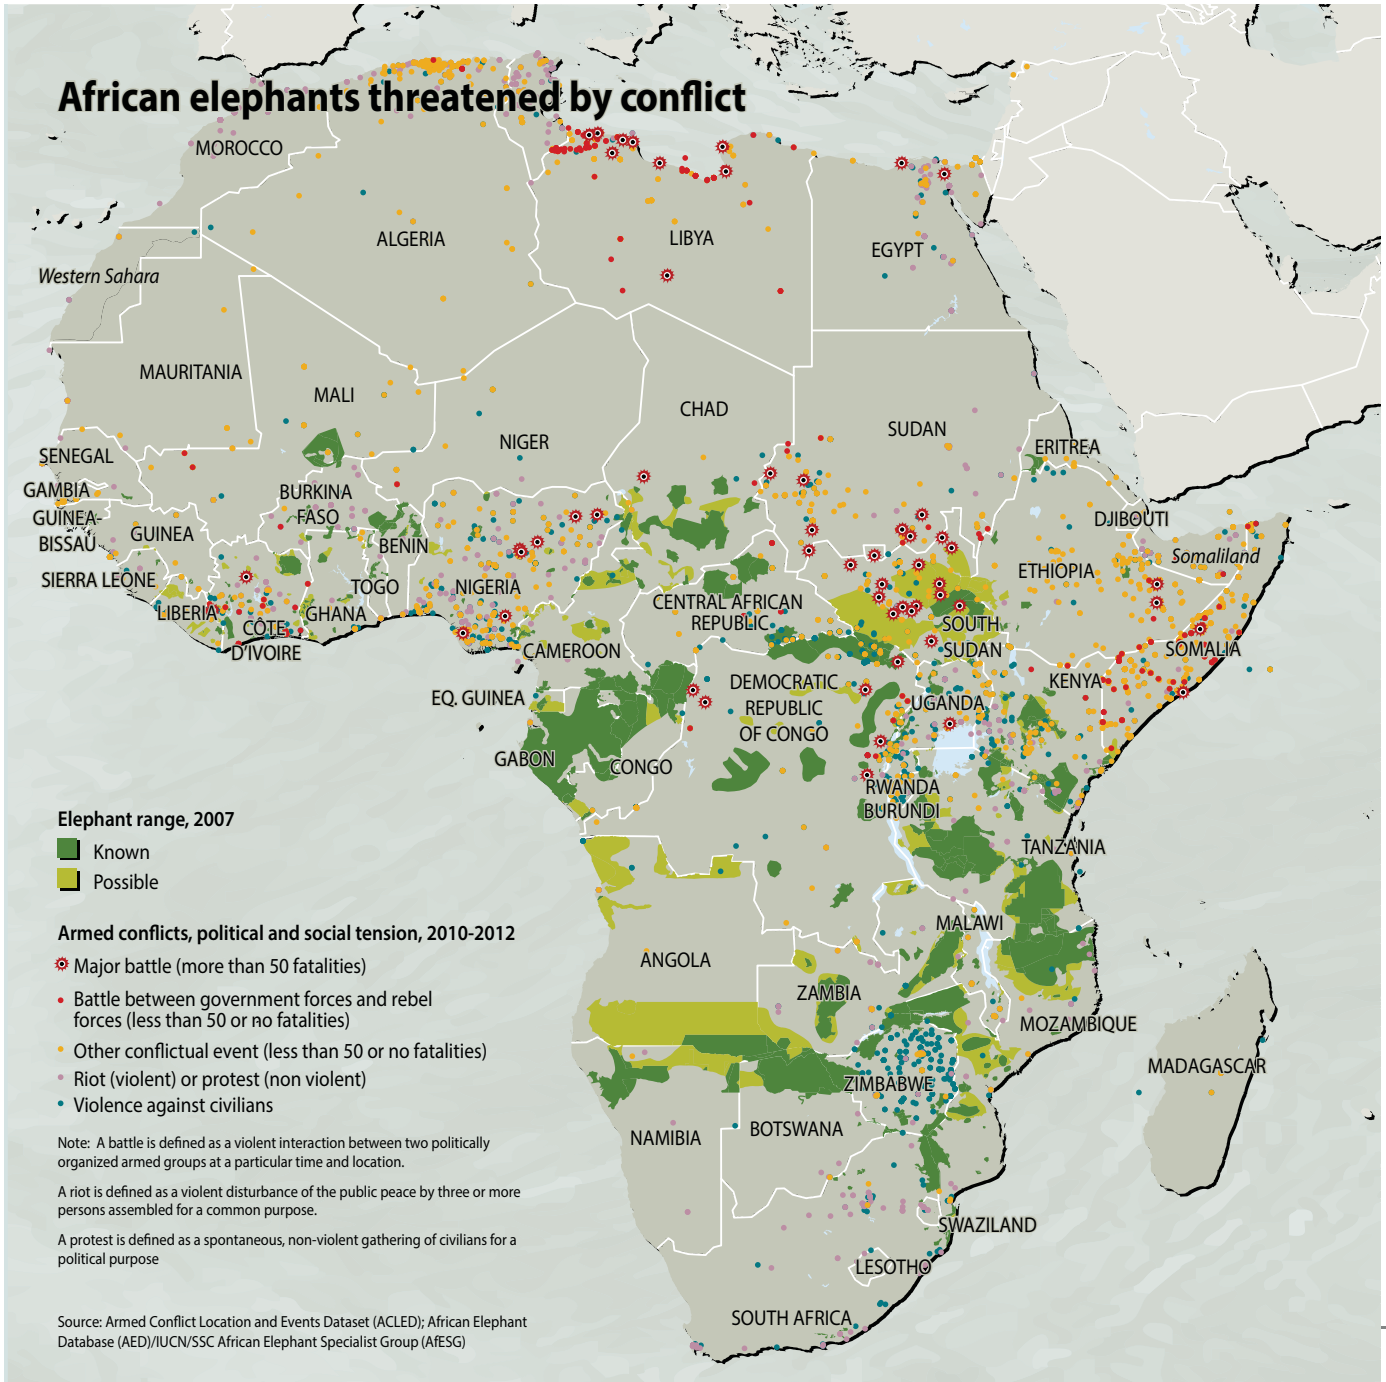 African elephants threatened by conflict
MOROCCO
ALGERIA
LIBYA
EGYPT
Western Sahara
MAURITANIA
MALI
NIGER
CHAD
SUDAN
ERITREA
SENEGAL
GAMBIA
GUINEA-
BISSAU
GUINEA
BURKINA
FASO
BENIN
DJIBOUTI
Somaliland
SIERRA LEONE
TOGO
NIGERIA
ETHIOPIA
LIBERIA
CÔTE
D'IVOIRE
GHANA
CENTRAL AFRICAN
REPUBLIC
SOUTH
SUDAN
CAMEROON
SOMALIA
EQ. GUINEA
DEMOCRATIC
REPUBLIC
OF CONGO
UGANDA
KENYA
GABON
CONGO
RWANDA
BURUNDI
TANZANIA
MALAWI
ANGOLA
ZAMBIA
MOZAMBIQUE
MADAGASCAR
ZIMBABWE
NAMIBIA
BOTSWANA
SWAZILAND
LESOTHO
SOUTH AFRICA
Elephant range, 2007
Known
Possible
Armed conflicts, political and social tension, 2010-2012
Major battle (more than 50 fatalities)
Battle between government forces and rebel
forces (less than 50 or no fatalities)
Other conflictual event (less than 50 or no fatalities)
Riot (violent) or protest (non violent)
Violence against civilians
Note: A battle is defined as a violent interaction between two politically
organized armed groups at a particular time and location.
A riot is defined as a violent disturbance of the public peace by three or more
persons assembled for a common purpose.
A protest is defined as a spontaneous, non-violent gathering of civilians for a
political purpose
Source: Armed Conflict Location and Events Dataset (ACLED); African Elephant
Database (AED)/IUCN/SSC African Elephant Specialist Group (AfESG)